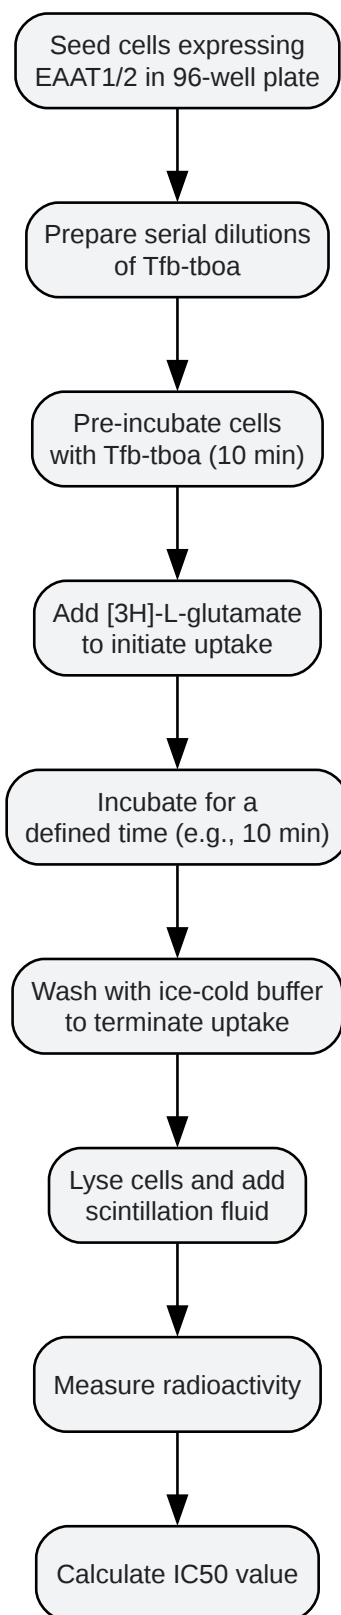 Seed cells expressing
EAAT1/2 in 96-well plate
Prepare serial dilutions
of Tfb-tboa
Pre-incubate cells
with Tfb-tboa (10 min)
Add [3H]-L-glutamate
to initiate uptake
Incubate for a
defined time (e.g., 10 min)
Wash with ice-cold buffer
to terminate uptake
Lyse cells and add
scintillation fluid
Measure radioactivity
Calculate IC50 value